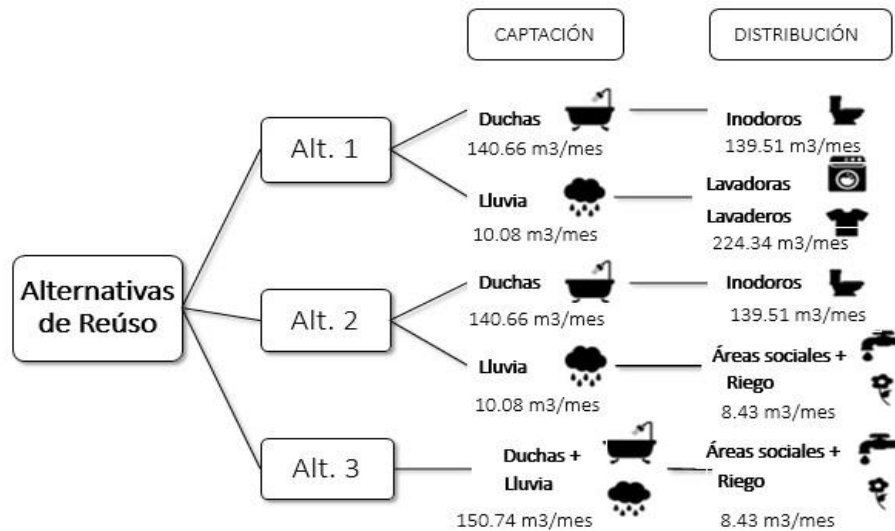 CAPTACIÓN
DISTRIBUCIÓN
Alternativas
de Reúso
Alt. 1
Duchas
140.66 m3/mes
Inodoros
139.51 m3/mes
Lluvia
10.08 m3/mes
Lavadoras
Lavaderos
224.34 m3/mes
Alt. 2
Duchas
140.66 m3/mes
Inodoros
139.51 m3/mes
Lluvia
10.08 m3/mes
Áreas sociales +
Riego
8.43 m3/mes
Alt. 3
Duchas +
Lluvia
150.74 m3/mes
Áreas sociales +
Riego
8.43 m3/mes